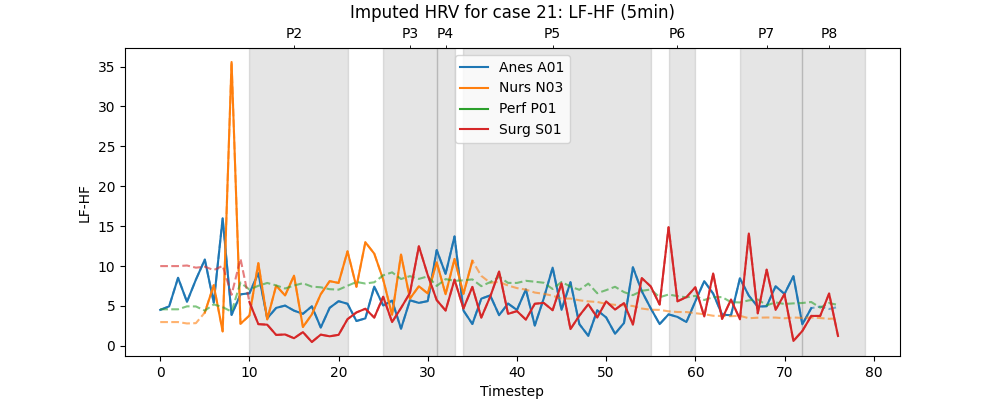 Imputed HRV for case 21: LF-HF (5min)
P2 P3 P4 P5 P6 P7 P8
35
30
25
20
15
10
5
0
LF-HF
Anes A01
Nurs N03
Perf P01
Surg S01
0 10 20 30 40 50 60 70 80
Timestep